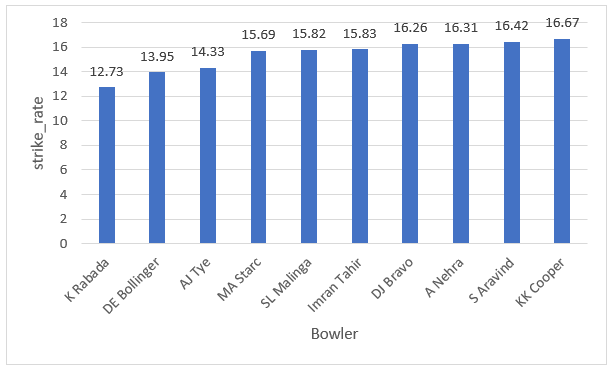 strike_rate
18
16
14
12
10
8
6
4
2
0
12.73
13.95
14.33
15.69
15.82
15.83
16.26
16.31
16.42
16.67
K Rabada
DE Bollinger
AJ Tye
MA Starc
SL Malinga
Imran Tahir
DJ Bravo
A Nehra
S Aravind
KK Cooper
Bowler